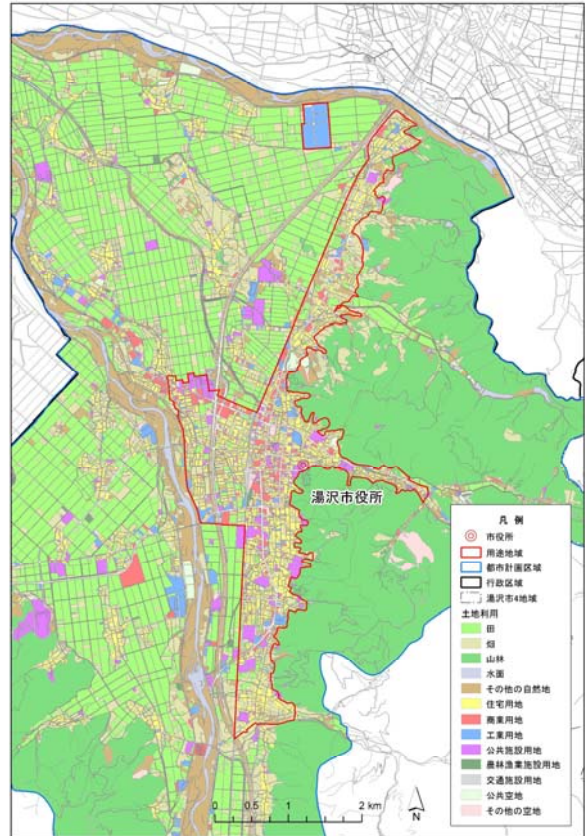 湯沢市役所
凡 例
市役所
用途地域
都市計画区域
行政区域
湯沢市4地域
土地利用
田
畑
山林
水面
その他の自然地
住宅用地
商業用地
工業用地
公共施設用地
農林漁業施設用地
交通施設用地
公共空地
その他の空地
0 0.5 1 2 km
N